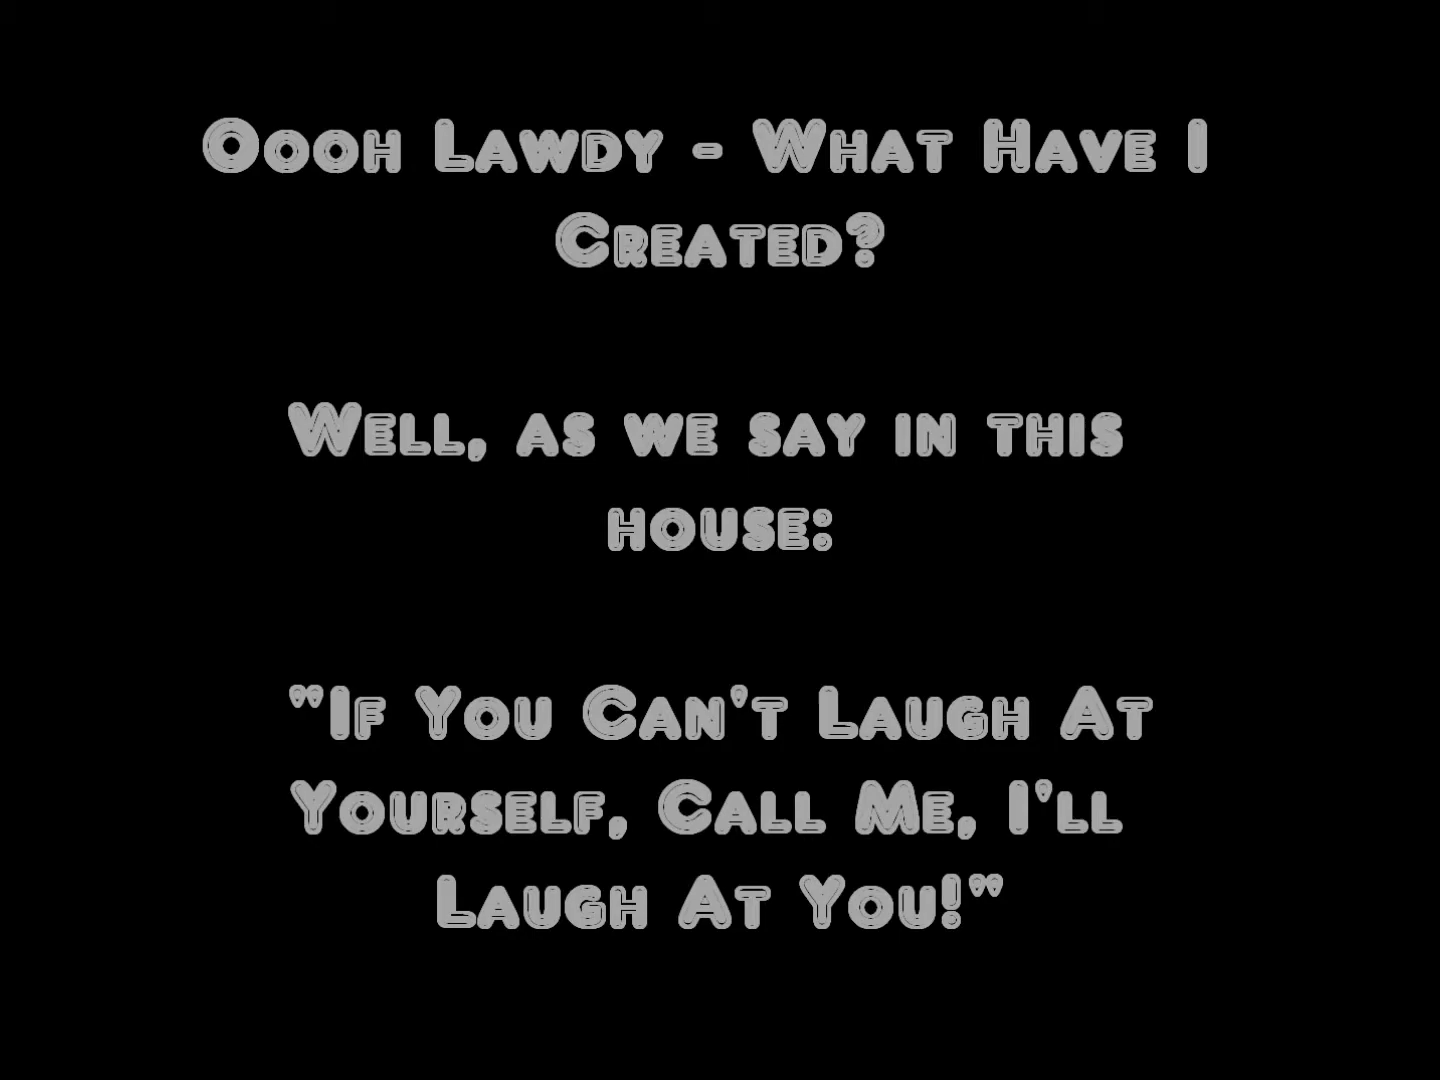 Oooh Lawdy - What Have I
Created?
Well, as we say in this
house:
"If You Can't Laugh At
Yourself, Call Me, I'll
Laugh At You!"